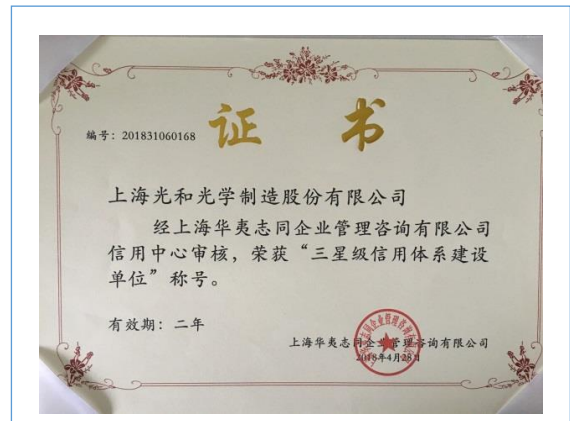 证 书
编号：201831060168
上海光和光学制造股份有限公司
经上海华夷志同企业管理咨询有限公司
信用中心审核，荣获“三星级信用体系建设
单位”称号。
有效期：二年
上海华夷志同企业管理咨询有限公司
2018年4月28日